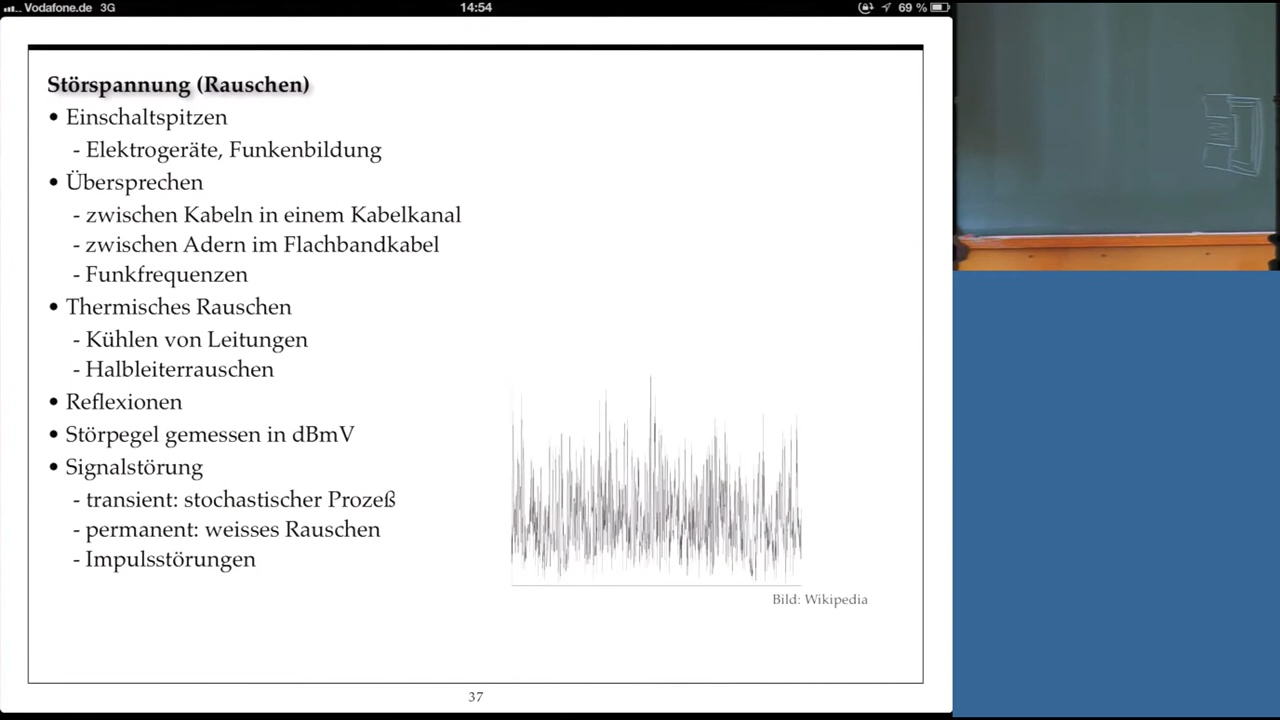 Vodafone.de 3G 14:54 69 %
Störspannung (Rauschen)
• Einschaltspitzen
- Elektrogeräte, Funkenbildung
• Übersprechen
- zwischen Kabeln in einem Kabelkanal
- zwischen Adern im Flachbandkabel
- Funkfrequenzen
• Thermisches Rauschen
- Kühlen von Leitungen
- Halbleiterrauschen
• Reflexionen
• Störpegel gemessen in dBmV
• Signalstörung
- transient: stochastischer Prozeß
- permanent: weisses Rauschen
- Impulsstörungen
Bild: Wikipedia
37